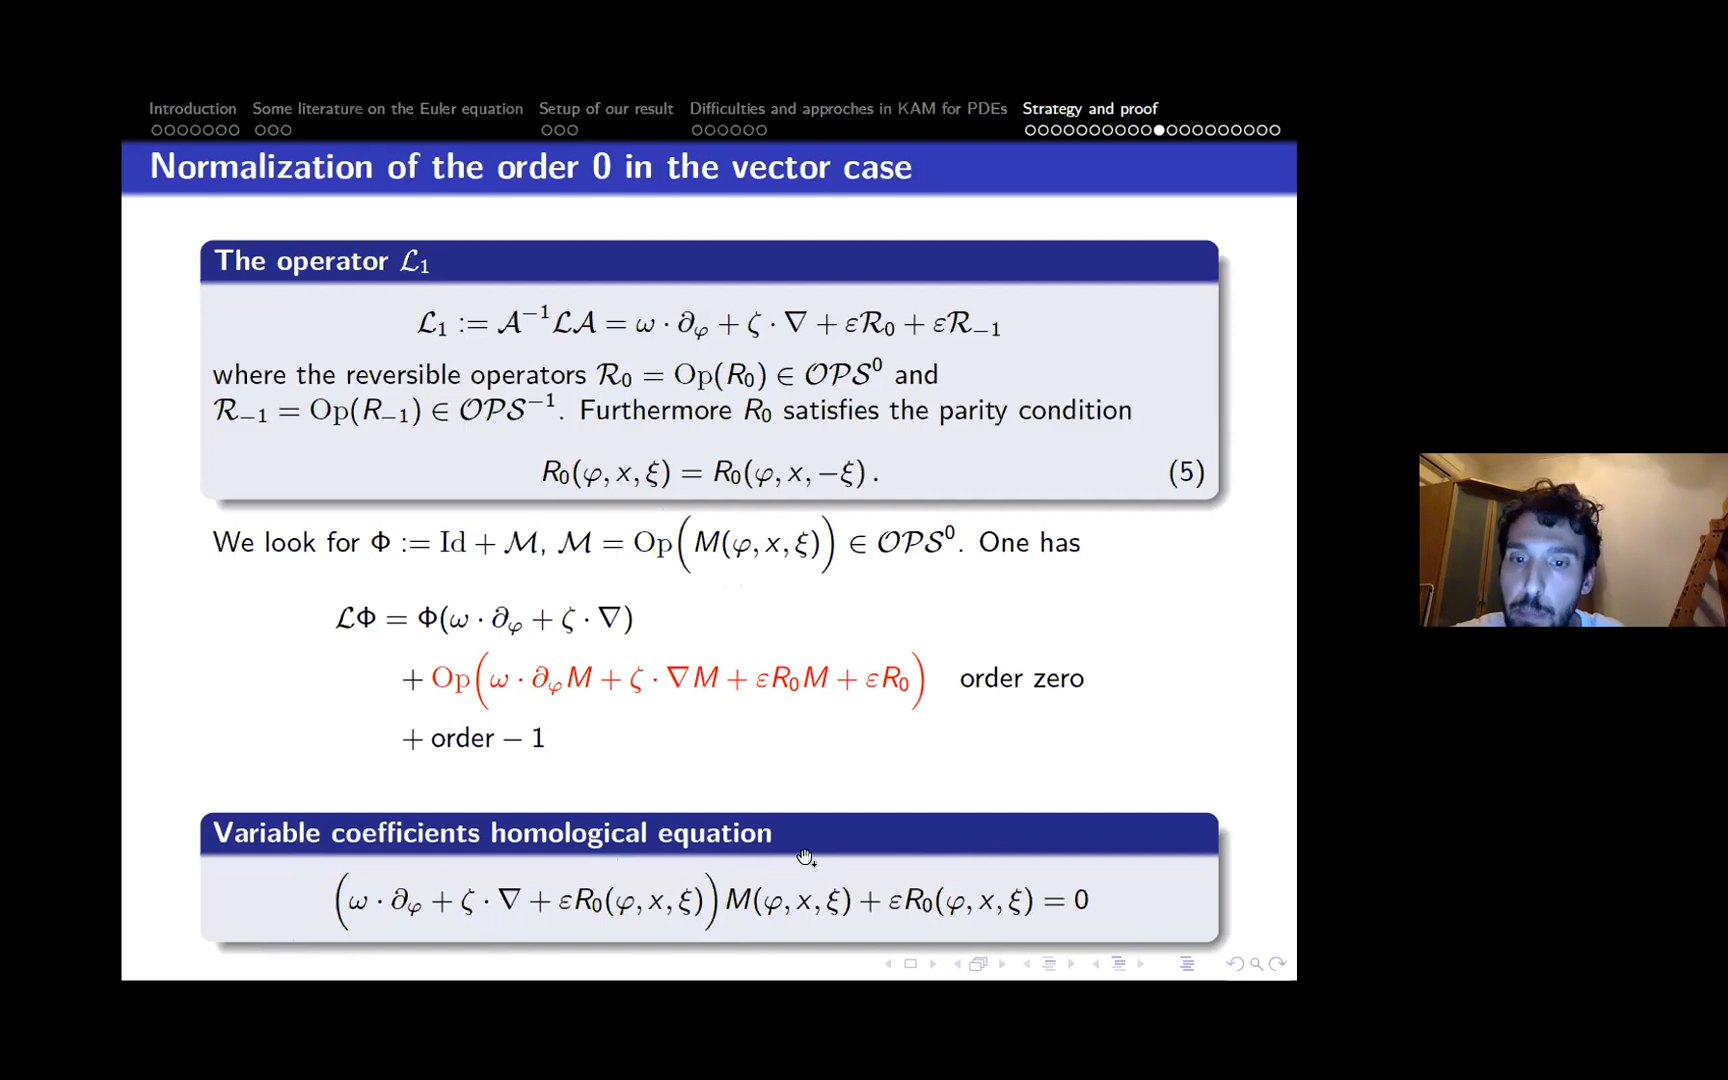 Introduction Some literature on the Euler equation Setup of our result Difficulties and approches in KAM for PDEs Strategy and proof
Normalization of the order 0 in the vector case
The operator ℒ₁
ℒ₁ := 𝒜⁻¹ℒ𝒜 = ω · ∂_φ + ζ · ∇ + εℛ₀ + εℛ₋₁
where the reversible operators ℛ₀ = Op(R₀) ∈ 𝒪𝒫𝒮⁰ and
ℛ₋₁ = Op(R₋₁) ∈ 𝒪𝒫𝒮⁻¹. Furthermore R₀ satisfies the parity condition
R₀(φ, x, ξ) = R₀(φ, x, −ξ) . (5)
We look for Φ := Id + ℳ, ℳ = Op(M(φ, x, ξ)) ∈ 𝒪𝒫𝒮⁰. One has
ℒΦ = Φ(ω · ∂_φ + ζ · ∇)
+ Op(ω · ∂_φM + ζ · ∇M + εR₀M + εR₀) order zero
+ order − 1
Variable coefficients homological equation
(ω · ∂_φ + ζ · ∇ + εR₀(φ, x, ξ))M(φ, x, ξ) + εR₀(φ, x, ξ) = 0